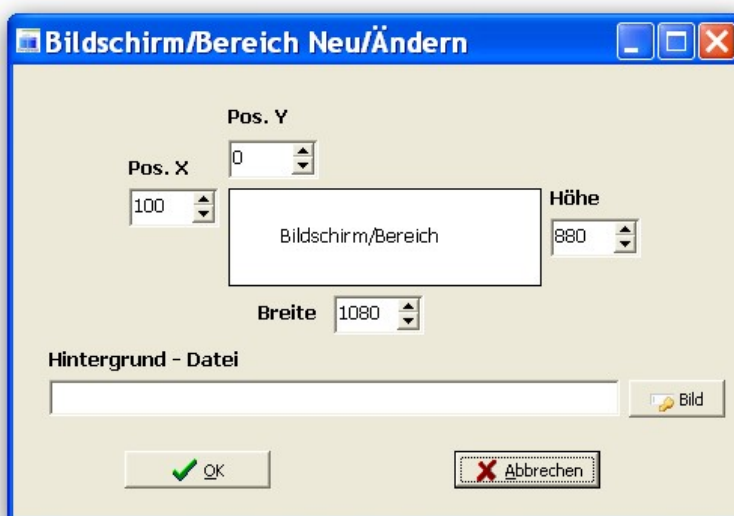 Bildschirm/Bereich Neu/Ändern
Pos. Y
0
Pos. X
100
Bildschirm/Bereich
Höhe
880
Breite 1080
Hintergrund - Datei
Bild
OK
Abbrechen